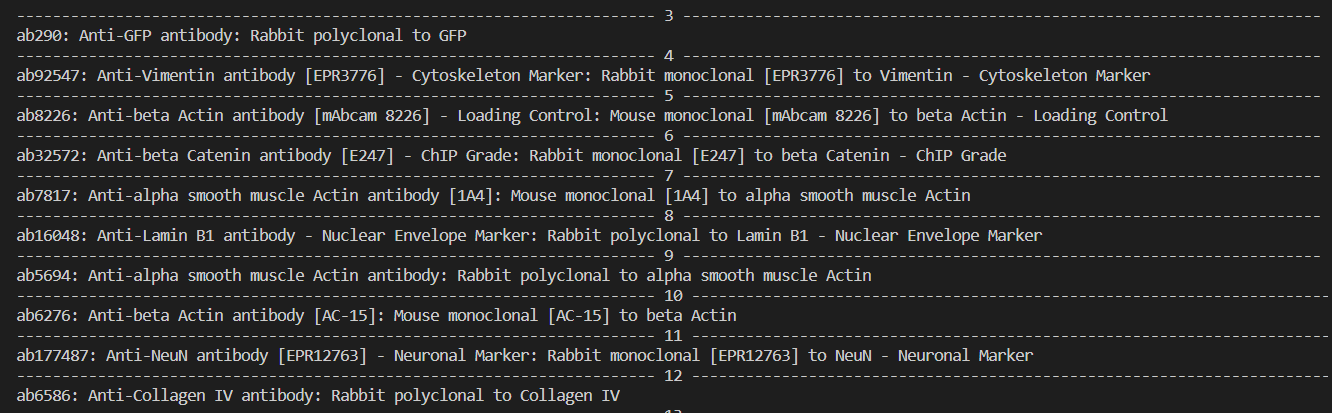 ----------------------------------------------------------------------- 3 -----------------------------------------------------------------------
ab290: Anti-GFP antibody: Rabbit polyclonal to GFP
----------------------------------------------------------------------- 4 -----------------------------------------------------------------------
ab92547: Anti-Vimentin antibody [EPR3776] - Cytoskeleton Marker: Rabbit monoclonal [EPR3776] to Vimentin - Cytoskeleton Marker
----------------------------------------------------------------------- 5 -----------------------------------------------------------------------
ab8226: Anti-beta Actin antibody [mAbcam 8226] - Loading Control: Mouse monoclonal [mAbcam 8226] to beta Actin - Loading Control
----------------------------------------------------------------------- 6 -----------------------------------------------------------------------
ab32572: Anti-beta Catenin antibody [E247] - ChIP Grade: Rabbit monoclonal [E247] to beta Catenin - ChIP Grade
----------------------------------------------------------------------- 7 -----------------------------------------------------------------------
ab7817: Anti-alpha smooth muscle Actin antibody [1A4]: Mouse monoclonal [1A4] to alpha smooth muscle Actin
----------------------------------------------------------------------- 8 -----------------------------------------------------------------------
ab16048: Anti-Lamin B1 antibody - Nuclear Envelope Marker: Rabbit polyclonal to Lamin B1 - Nuclear Envelope Marker
----------------------------------------------------------------------- 9 -----------------------------------------------------------------------
ab5694: Anti-alpha smooth muscle Actin antibody: Rabbit polyclonal to alpha smooth muscle Actin
----------------------------------------------------------------------- 10 -----------------------------------------------------------------------
ab6276: Anti-beta Actin antibody [AC-15]: Mouse monoclonal [AC-15] to beta Actin
----------------------------------------------------------------------- 11 -----------------------------------------------------------------------
ab177487: Anti-NeuN antibody [EPR12763] - Neuronal Marker: Rabbit monoclonal [EPR12763] to NeuN - Neuronal Marker
----------------------------------------------------------------------- 12 -----------------------------------------------------------------------
ab6586: Anti-Collagen IV antibody: Rabbit polyclonal to Collagen IV